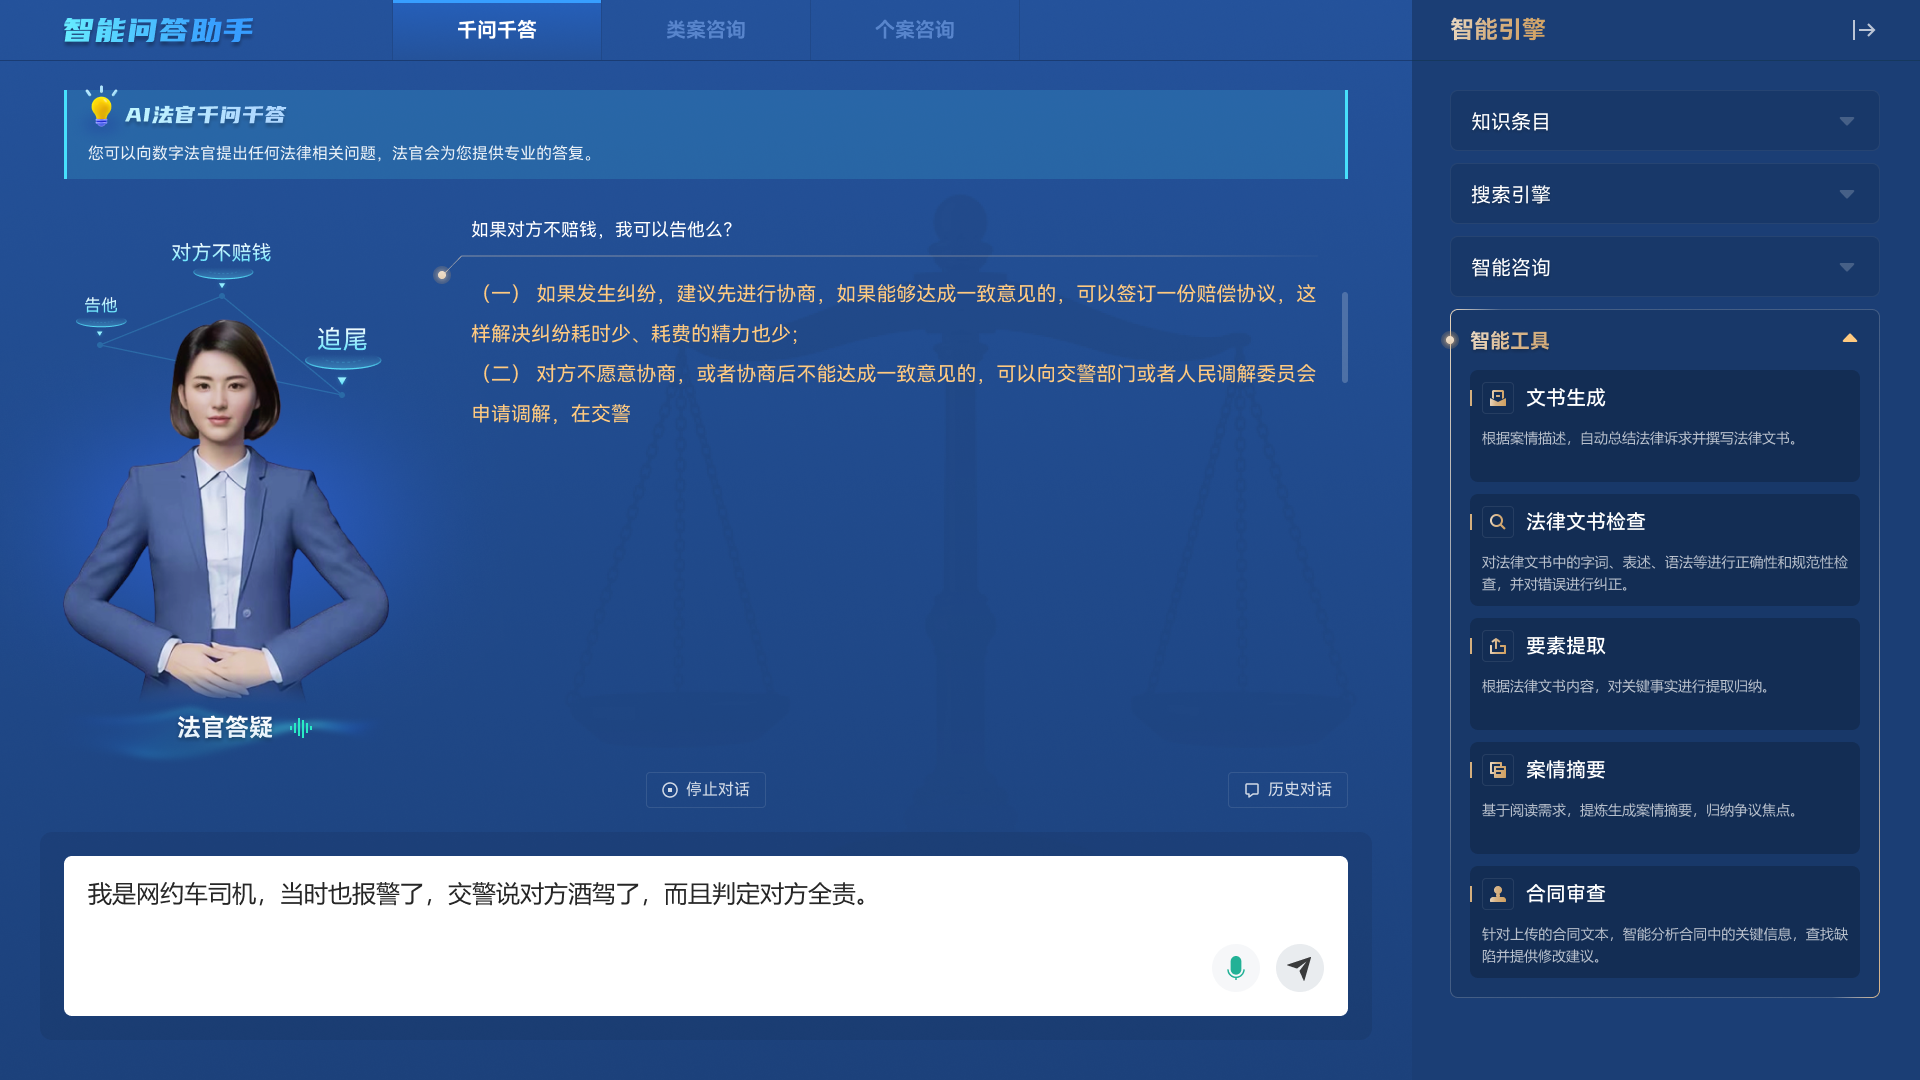 智能问答助手
千问千答
类案咨询
个案咨询
智能引擎
AI法官千问千答
您可以向数字法官提出任何法律相关问题，法官会为您提供专业的答复。
对方不赔钱
告他
追尾
法官答疑
如果对方不赔钱，我可以告他么？
（一） 如果发生纠纷，建议先进行协商，如果能够达成一致意见的，可以签订一份赔偿协议，这
样解决纠纷耗时少、耗费的精力也少；
（二） 对方不愿意协商，或者协商后不能达成一致意见的，可以向交警部门或者人民调解委员会
申请调解，在交警
停止对话
历史对话
我是网约车司机，当时也报警了，交警说对方酒驾了，而且判定对方全责。
知识条目
搜索引擎
智能咨询
智能工具
文书生成
根据案情描述，自动总结法律诉求并撰写法律文书。
法律文书检查
对法律文书中的字词、表述、语法等进行正确性和规范性检
查，并对错误进行纠正。
要素提取
根据法律文书内容，对关键事实进行提取归纳。
案情摘要
基于阅读需求，提炼生成案情摘要，归纳争议焦点。
合同审查
针对上传的合同文本，智能分析合同中的关键信息，查找缺
陷并提供修改建议。